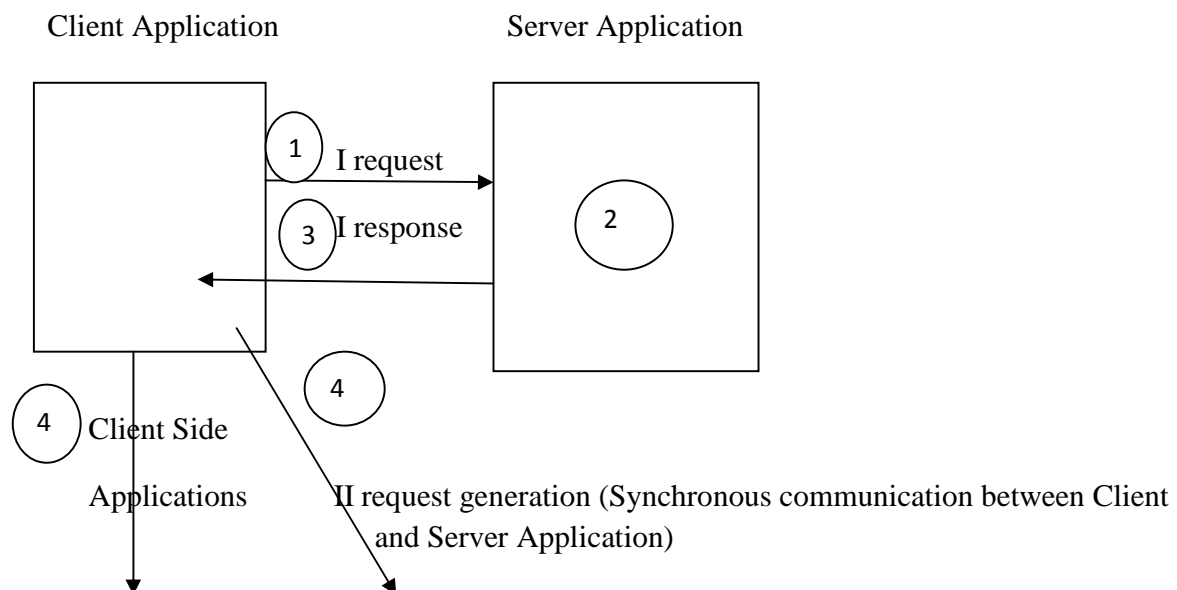 Client Application
Server Application
1
I request
2
3
I response
4
4
Client Side
Applications
II request generation (Synchronous communication between Client
and Server Application)